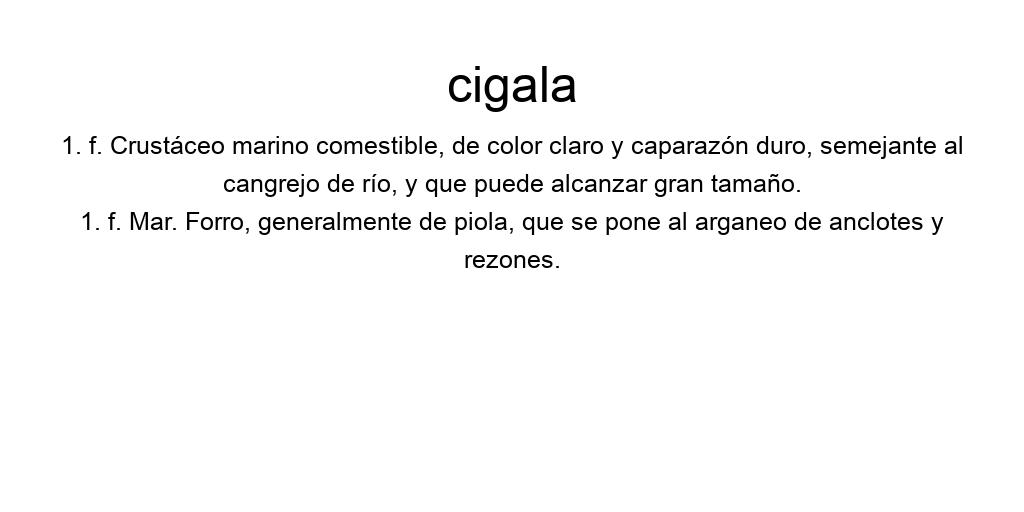 cigala
1. f. Crustáceo marino comestible, de color claro y caparazón duro, semejante al
cangrejo de río, y que puede alcanzar gran tamaño.
1. f. Mar. Forro, generalmente de piola, que se pone al arganeo de anclotes y
rezones.